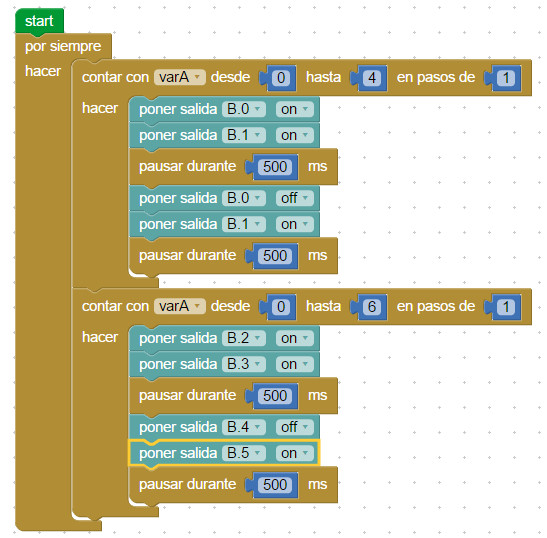 start
por siempre
hacer contar con varA desde 0 hasta 4 en pasos de 1
hacer poner salida B.0 on
poner salida B.1 on
pausar durante 500 ms
poner salida B.0 off
poner salida B.1 on
pausar durante 500 ms
contar con varA desde 0 hasta 6 en pasos de 1
hacer poner salida B.2 on
poner salida B.3 on
pausar durante 500 ms
poner salida B.4 off
poner salida B.5 on
pausar durante 500 ms